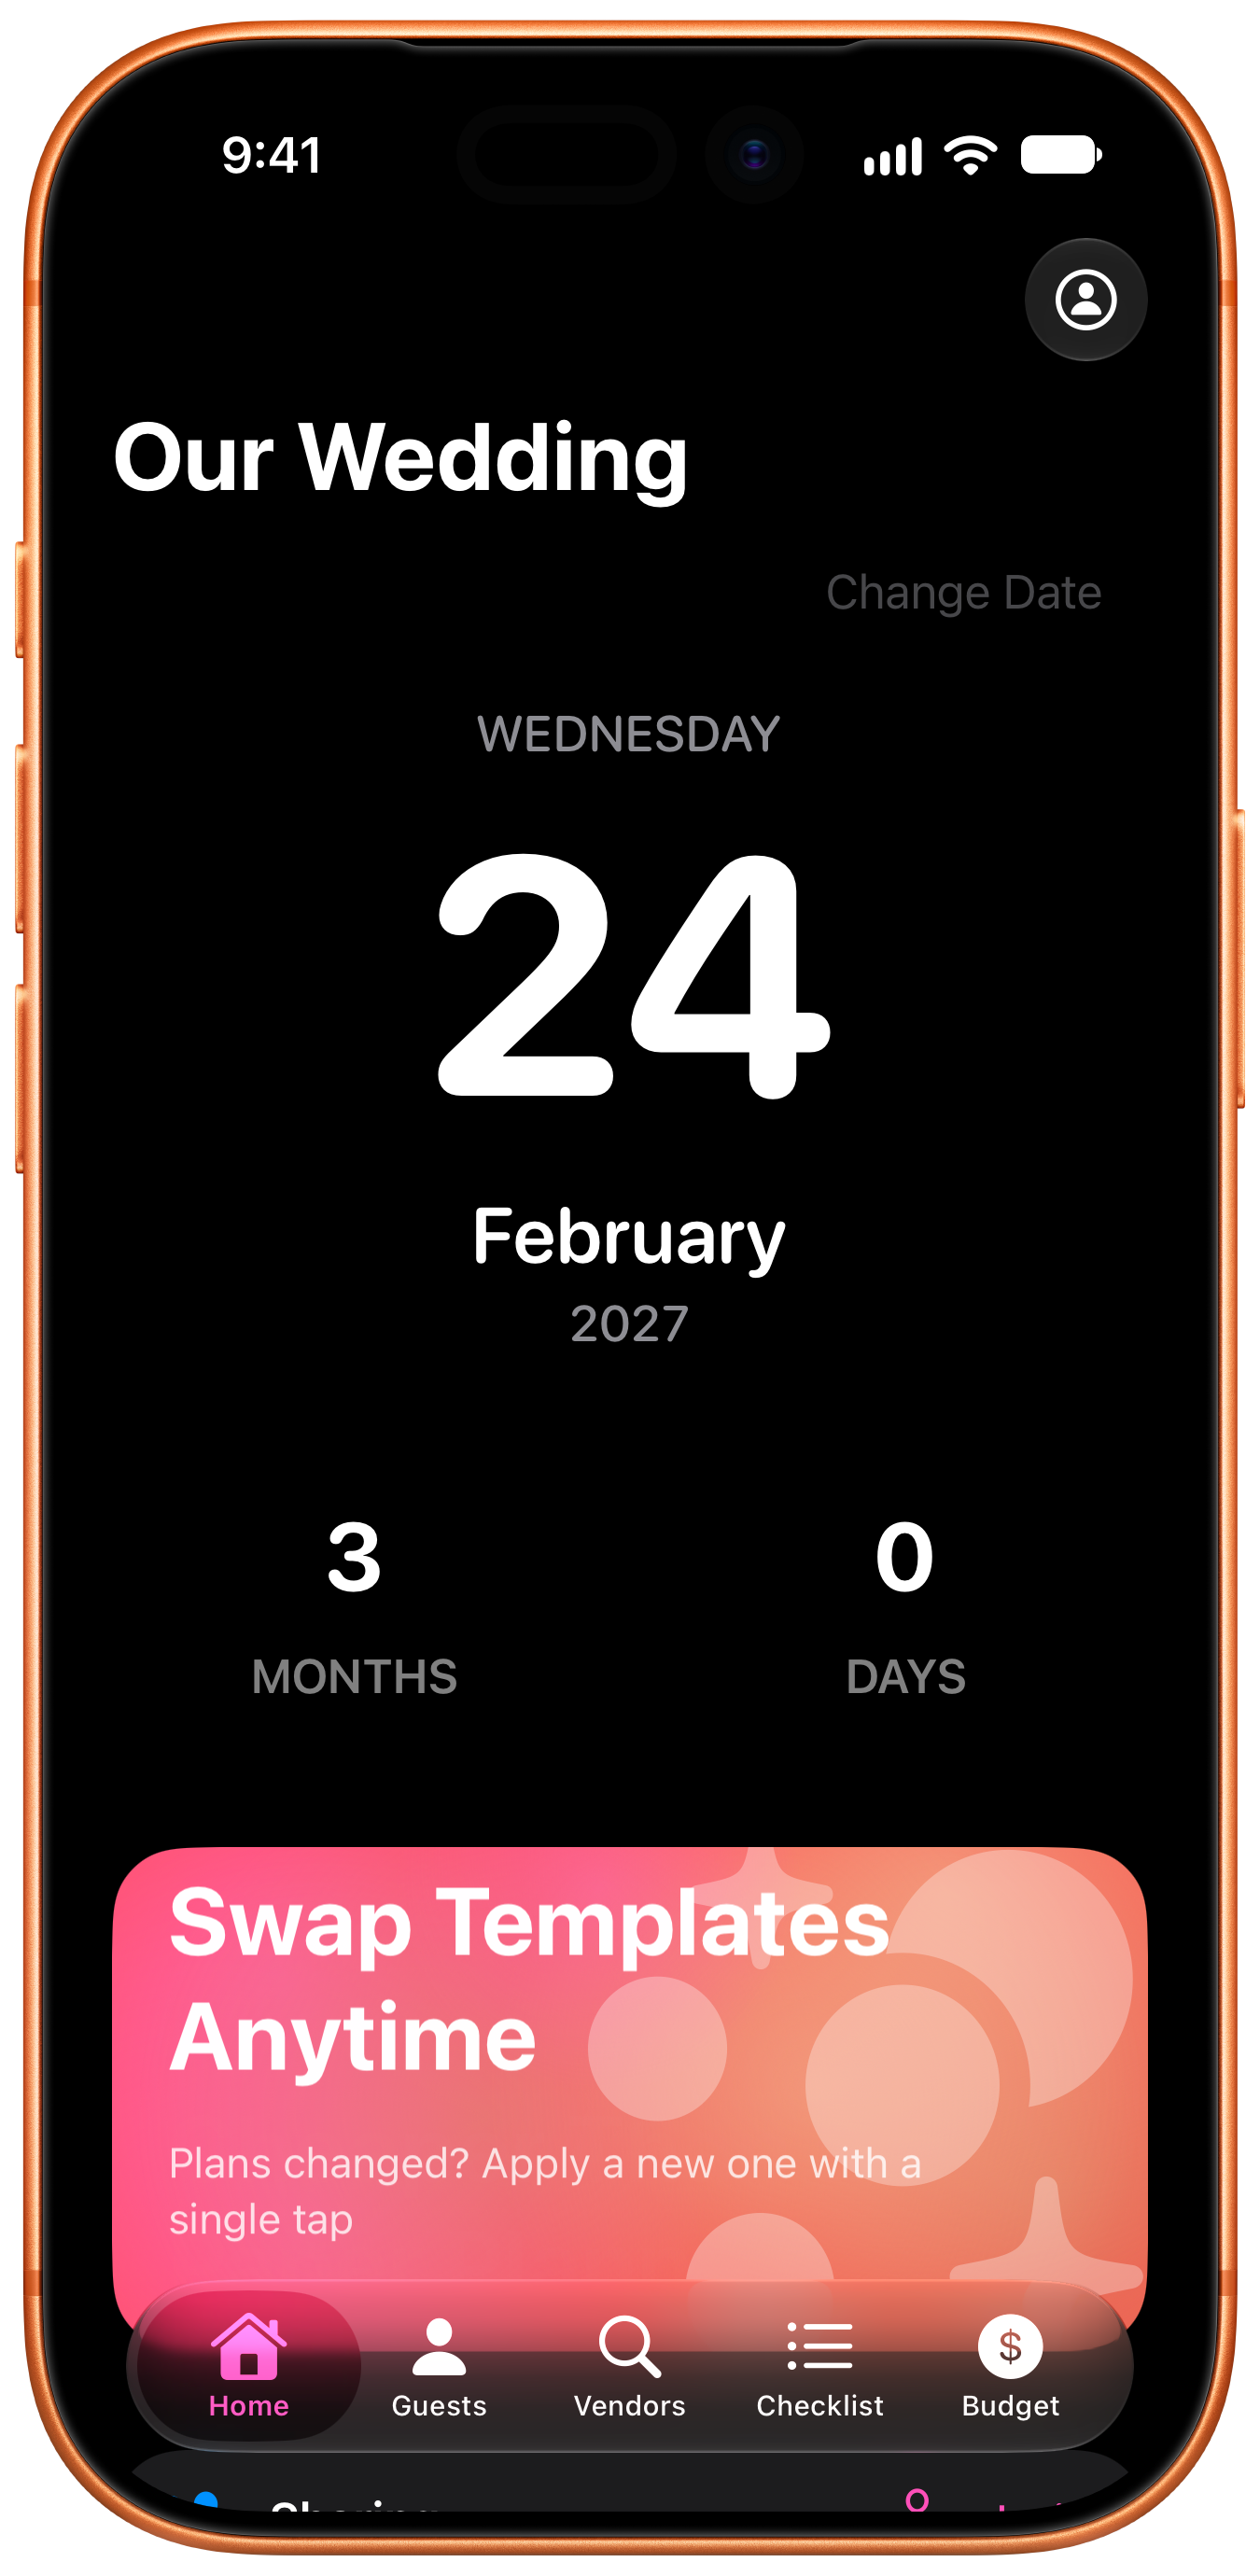 9:41
Our Wedding
Change Date
WEDNESDAY
24
February
2027
3
0
MONTHS
DAYS
Swap Templates
Anytime
Plans changed? Apply a new one with a
single tap
$
Home
Guests
Vendors
Checklist
Budget